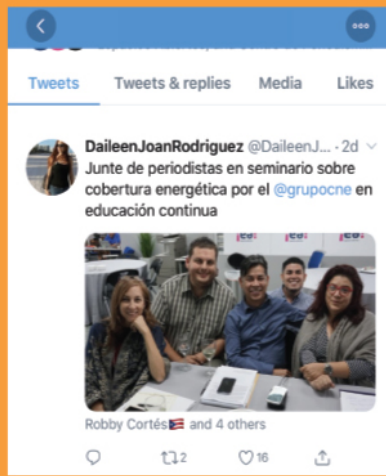 Tweets Tweets & replies Media Likes
DaileenJoanRodriguez @DaileenJ... · 2d
Junte de periodistas en seminario sobre
cobertura energética por el @grupocne en
educación continua
Robby Cortés🇵🇷 and 4 others
2 16